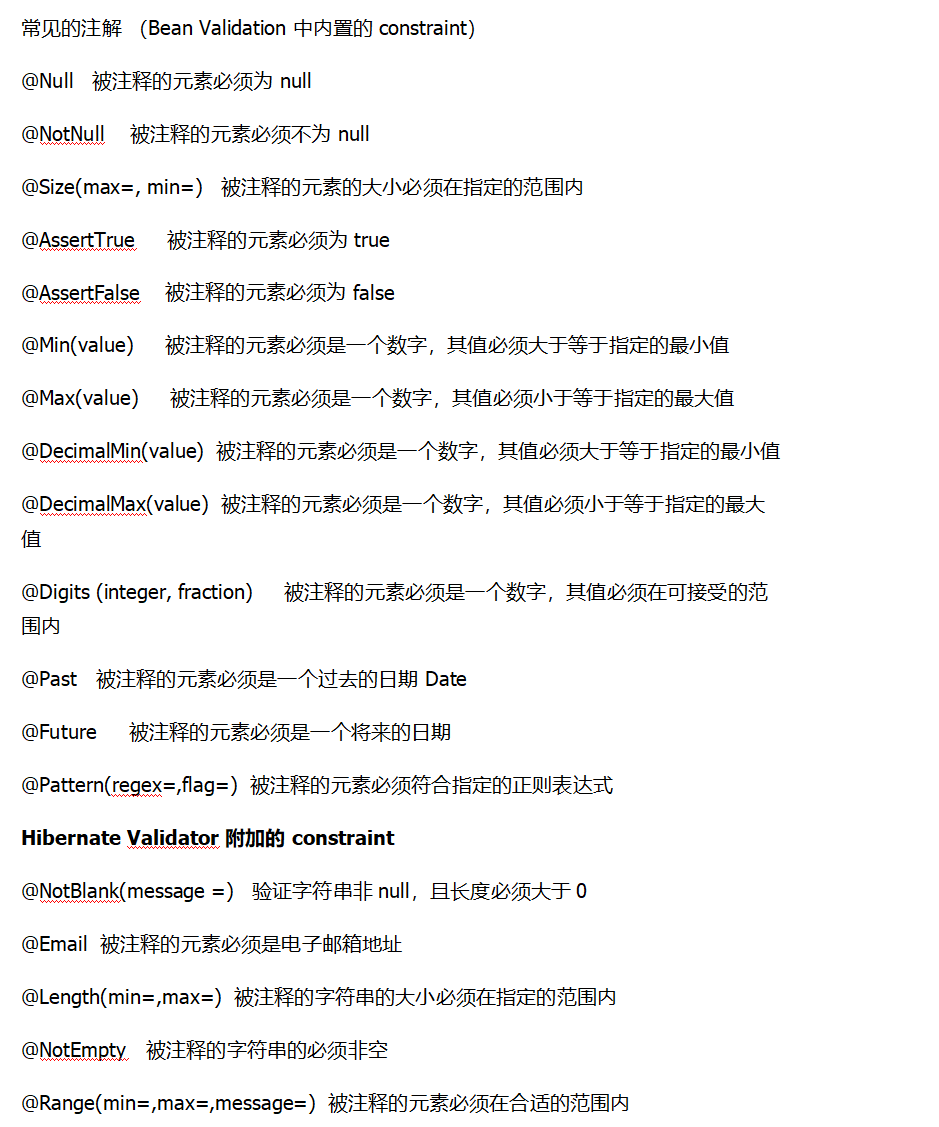 常见的注解 （Bean Validation 中内置的 constraint）
@Null 被注释的元素必须为 null
@NotNull 被注释的元素必须不为 null
@Size(max=, min=) 被注释的元素的大小必须在指定的范围内
@AssertTrue 被注释的元素必须为 true
@AssertFalse 被注释的元素必须为 false
@Min(value) 被注释的元素必须是一个数字，其值必须大于等于指定的最小值
@Max(value) 被注释的元素必须是一个数字，其值必须小于等于指定的最大值
@DecimalMin(value) 被注释的元素必须是一个数字，其值必须大于等于指定的最小值
@DecimalMax(value) 被注释的元素必须是一个数字，其值必须小于等于指定的最大
值
@Digits (integer, fraction) 被注释的元素必须是一个数字，其值必须在可接受的范
围内
@Past 被注释的元素必须是一个过去的日期 Date
@Future 被注释的元素必须是一个将来的日期
@Pattern(regex=,flag=) 被注释的元素必须符合指定的正则表达式
Hibernate Validator 附加的 constraint
@NotBlank(message =) 验证字符串非 null，且长度必须大于 0
@Email 被注释的元素必须是电子邮箱地址
@Length(min=,max=) 被注释的字符串的大小必须在指定的范围内
@NotEmpty 被注释的字符串的必须非空
@Range(min=,max=,message=) 被注释的元素必须在合适的范围内